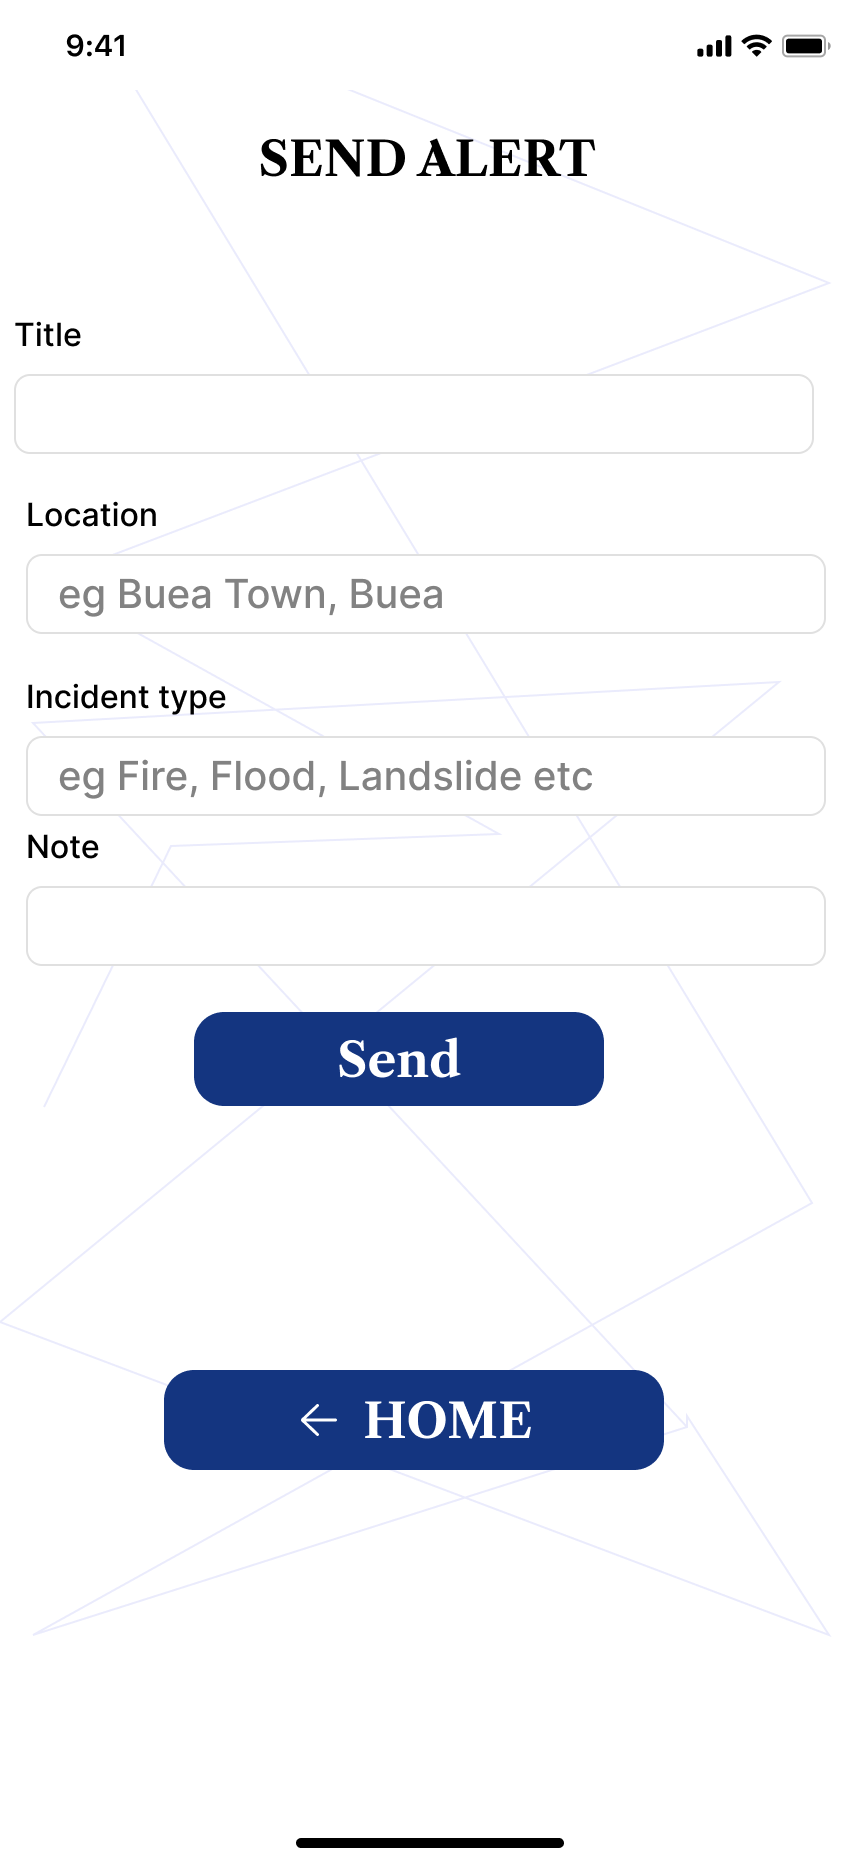 9:41
SEND ALERT
Title
Location
eg Buea Town, Buea
Incident type
eg Fire, Flood, Landslide etc
Note
Send
HOME